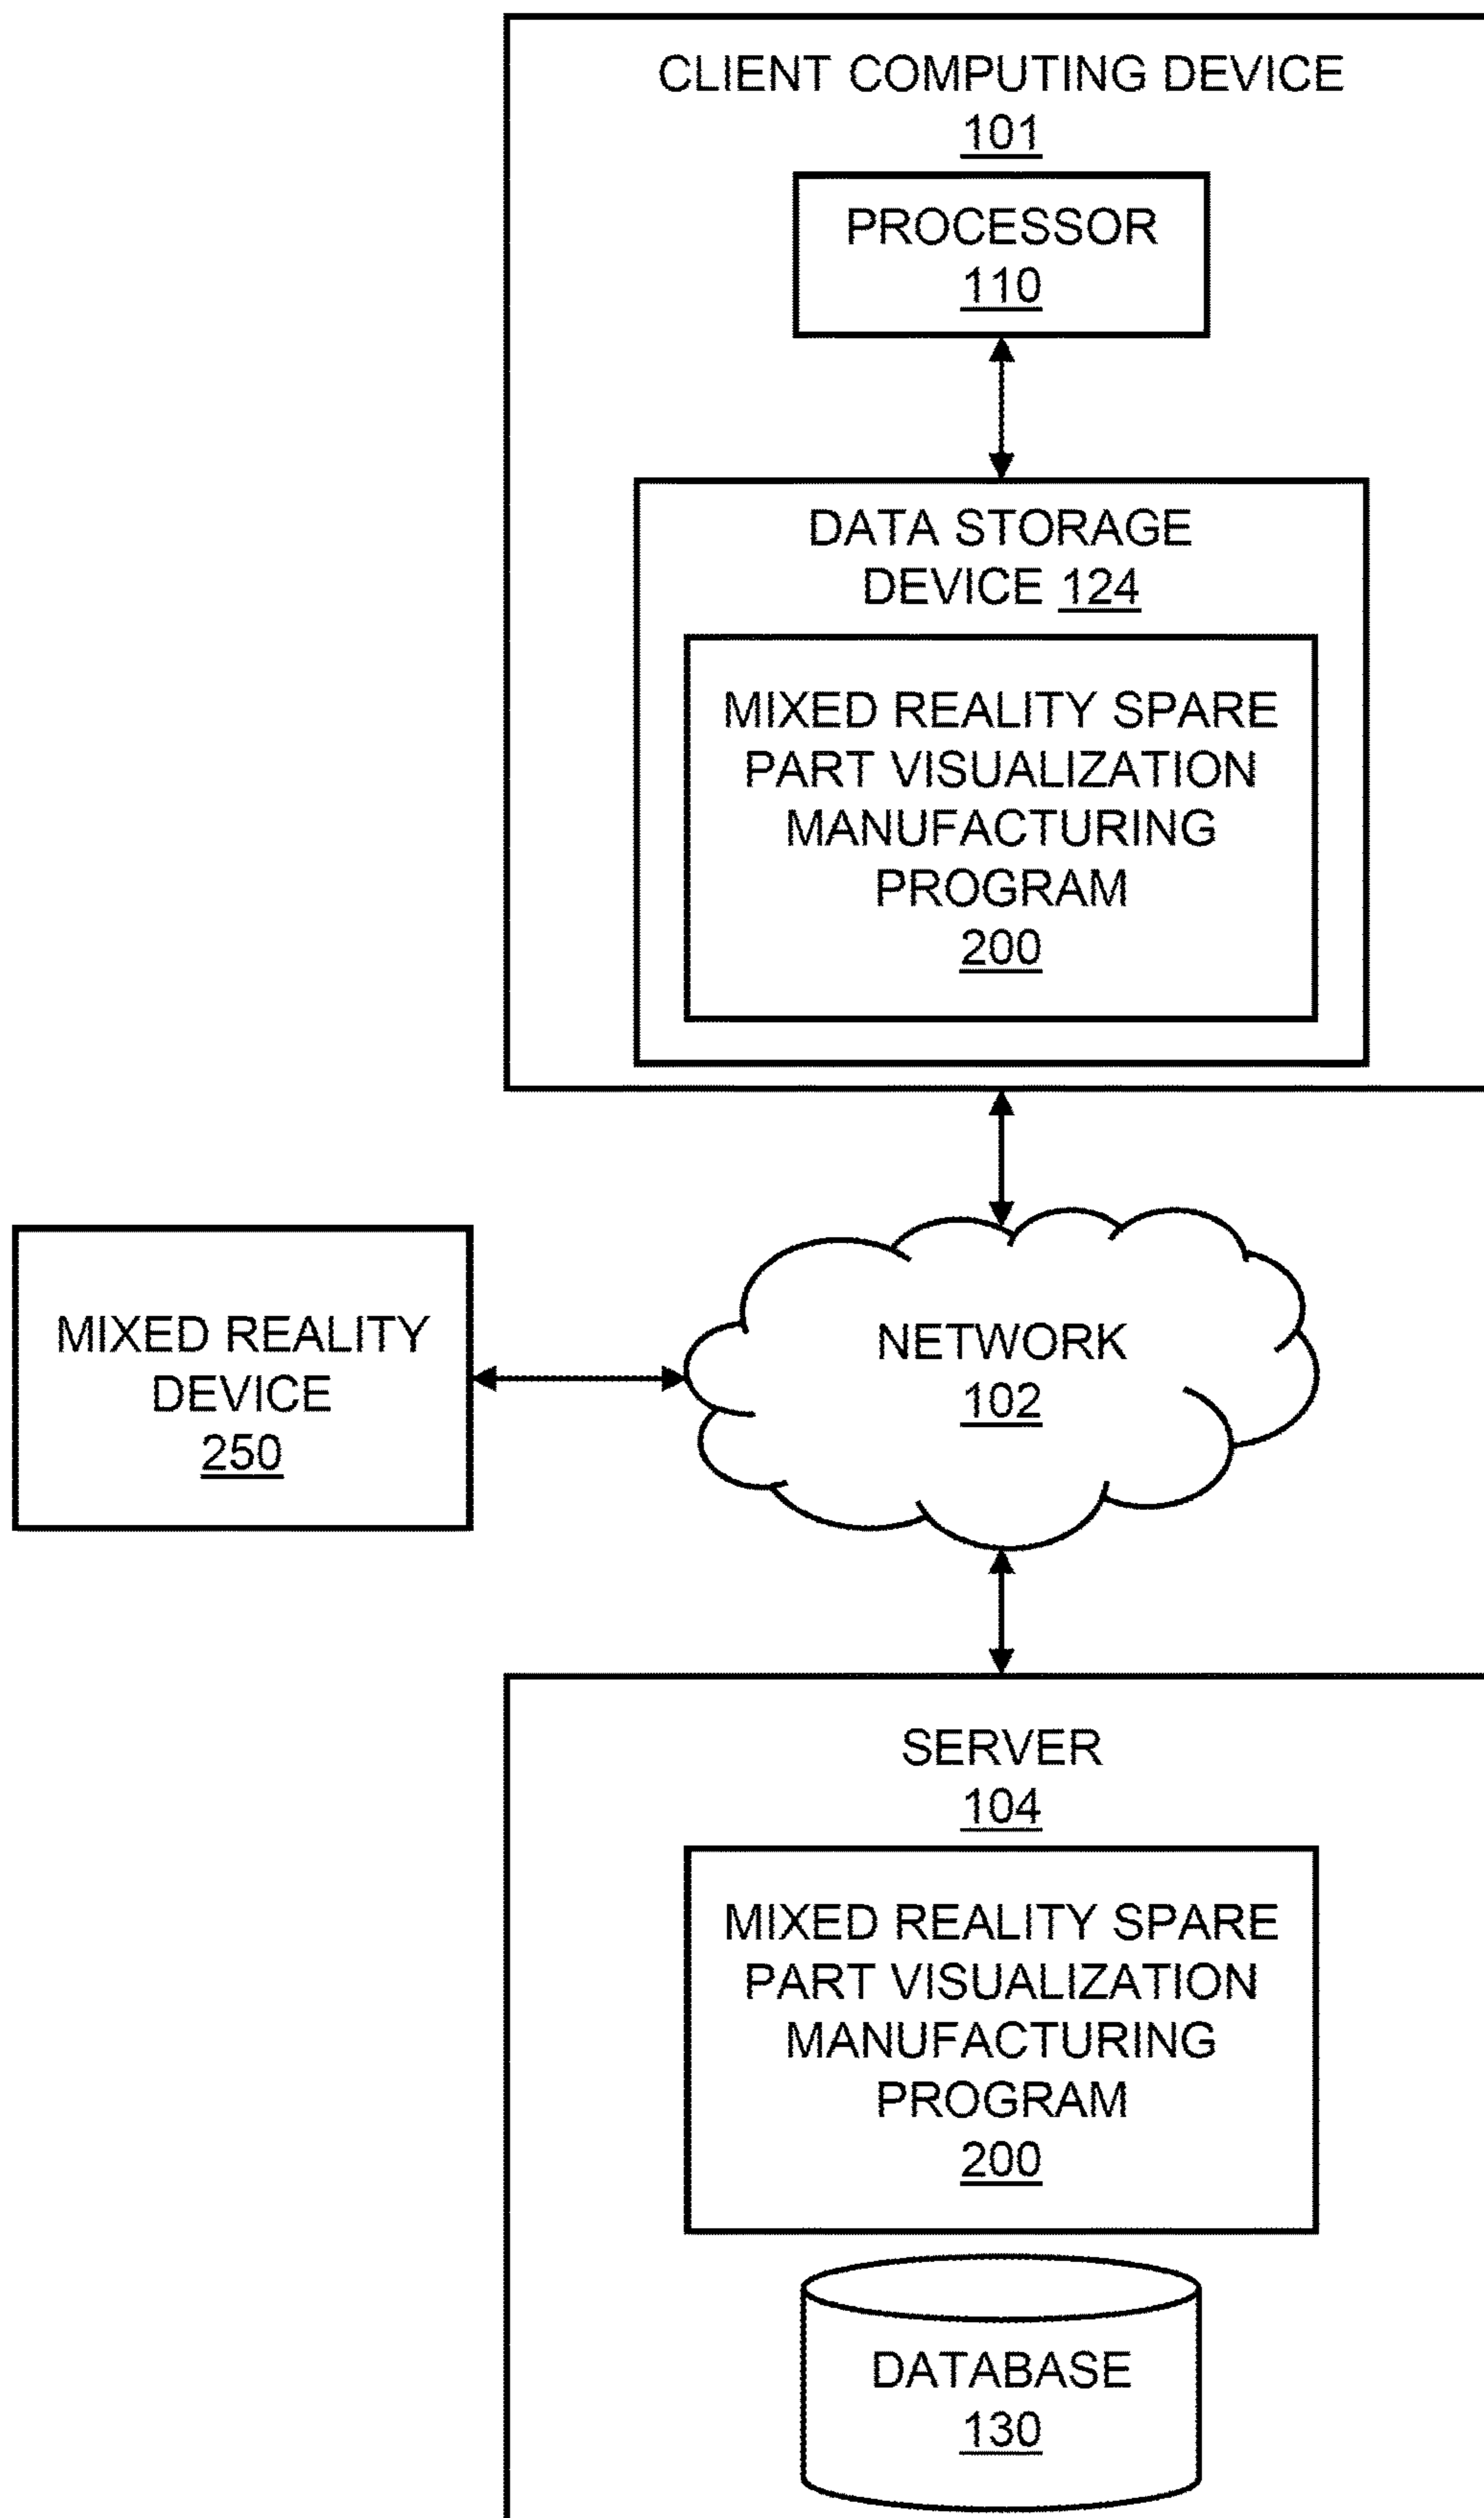 CLIENT COMPUTING DEVICE
101
PROCESSOR
110
DATA STORAGE
DEVICE 124
MIXED REALITY SPARE
PART VISUALIZATION
MANUFACTURING
PROGRAM
200
MIXED REALITY
DEVICE
250
NETWORK
102
SERVER
104
MIXED REALITY SPARE
PART VISUALIZATION
MANUFACTURING
PROGRAM
200
DATABASE
130